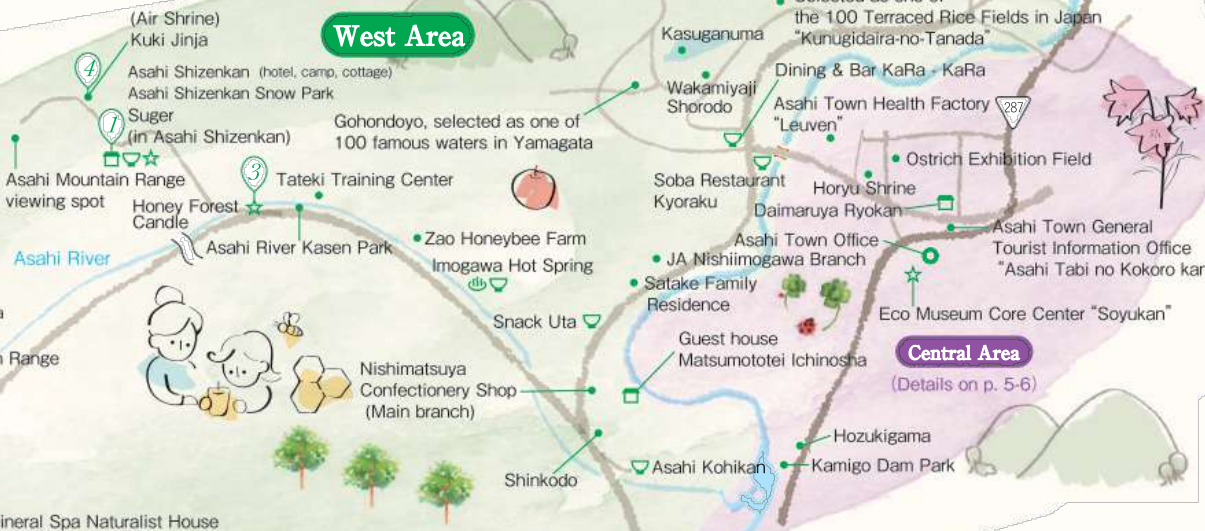 (Air Shrine)
Kuki Jinja
4
Asahi Shizenkan (hotel, camp, cottage)
Asahi Shizenkan Snow Park
1
Suger
(in Asahi Shizenkan)
Asahi Mountain Range
viewing spot
West Area
Gohondoyo, selected as one of
100 famous waters in Yamagata
3
Tateki Training Center
Honey Forest
Candle
Asahi River Kasen Park
Asahi River
Zao Honeybee Farm
Imogawa Hot Spring
Snack Uta
Range
Nishimatsuya
Confectionery Shop
(Main branch)
Shinkodo
Spa Naturalist House
the 100 Terraced Rice Fields in Japan
“Kunugidaira-no-Tanada”
Kasuganuma
Wakamiyaji
Shorodo
Dining & Bar KaRa - KaRa
Asahi Town Health Factory
“Leuven”
287
Ostrich Exhibition Field
Soba Restaurant
Kyoraku
Horyu Shrine
Daimaruya Ryokan
Asahi Town Office
JA Nishiimogawa Branch
Satake Family
Residence
Asahi Town General
Tourist Information Office
“Asahi Tabi no Kokoro kan
Eco Museum Core Center “Soyukan”
Guest house
Matsumototei Ichinosha
Central Area
(Details on p. 5-6)
Hozukigama
Kamigo Dam Park
Asahi Kohikan